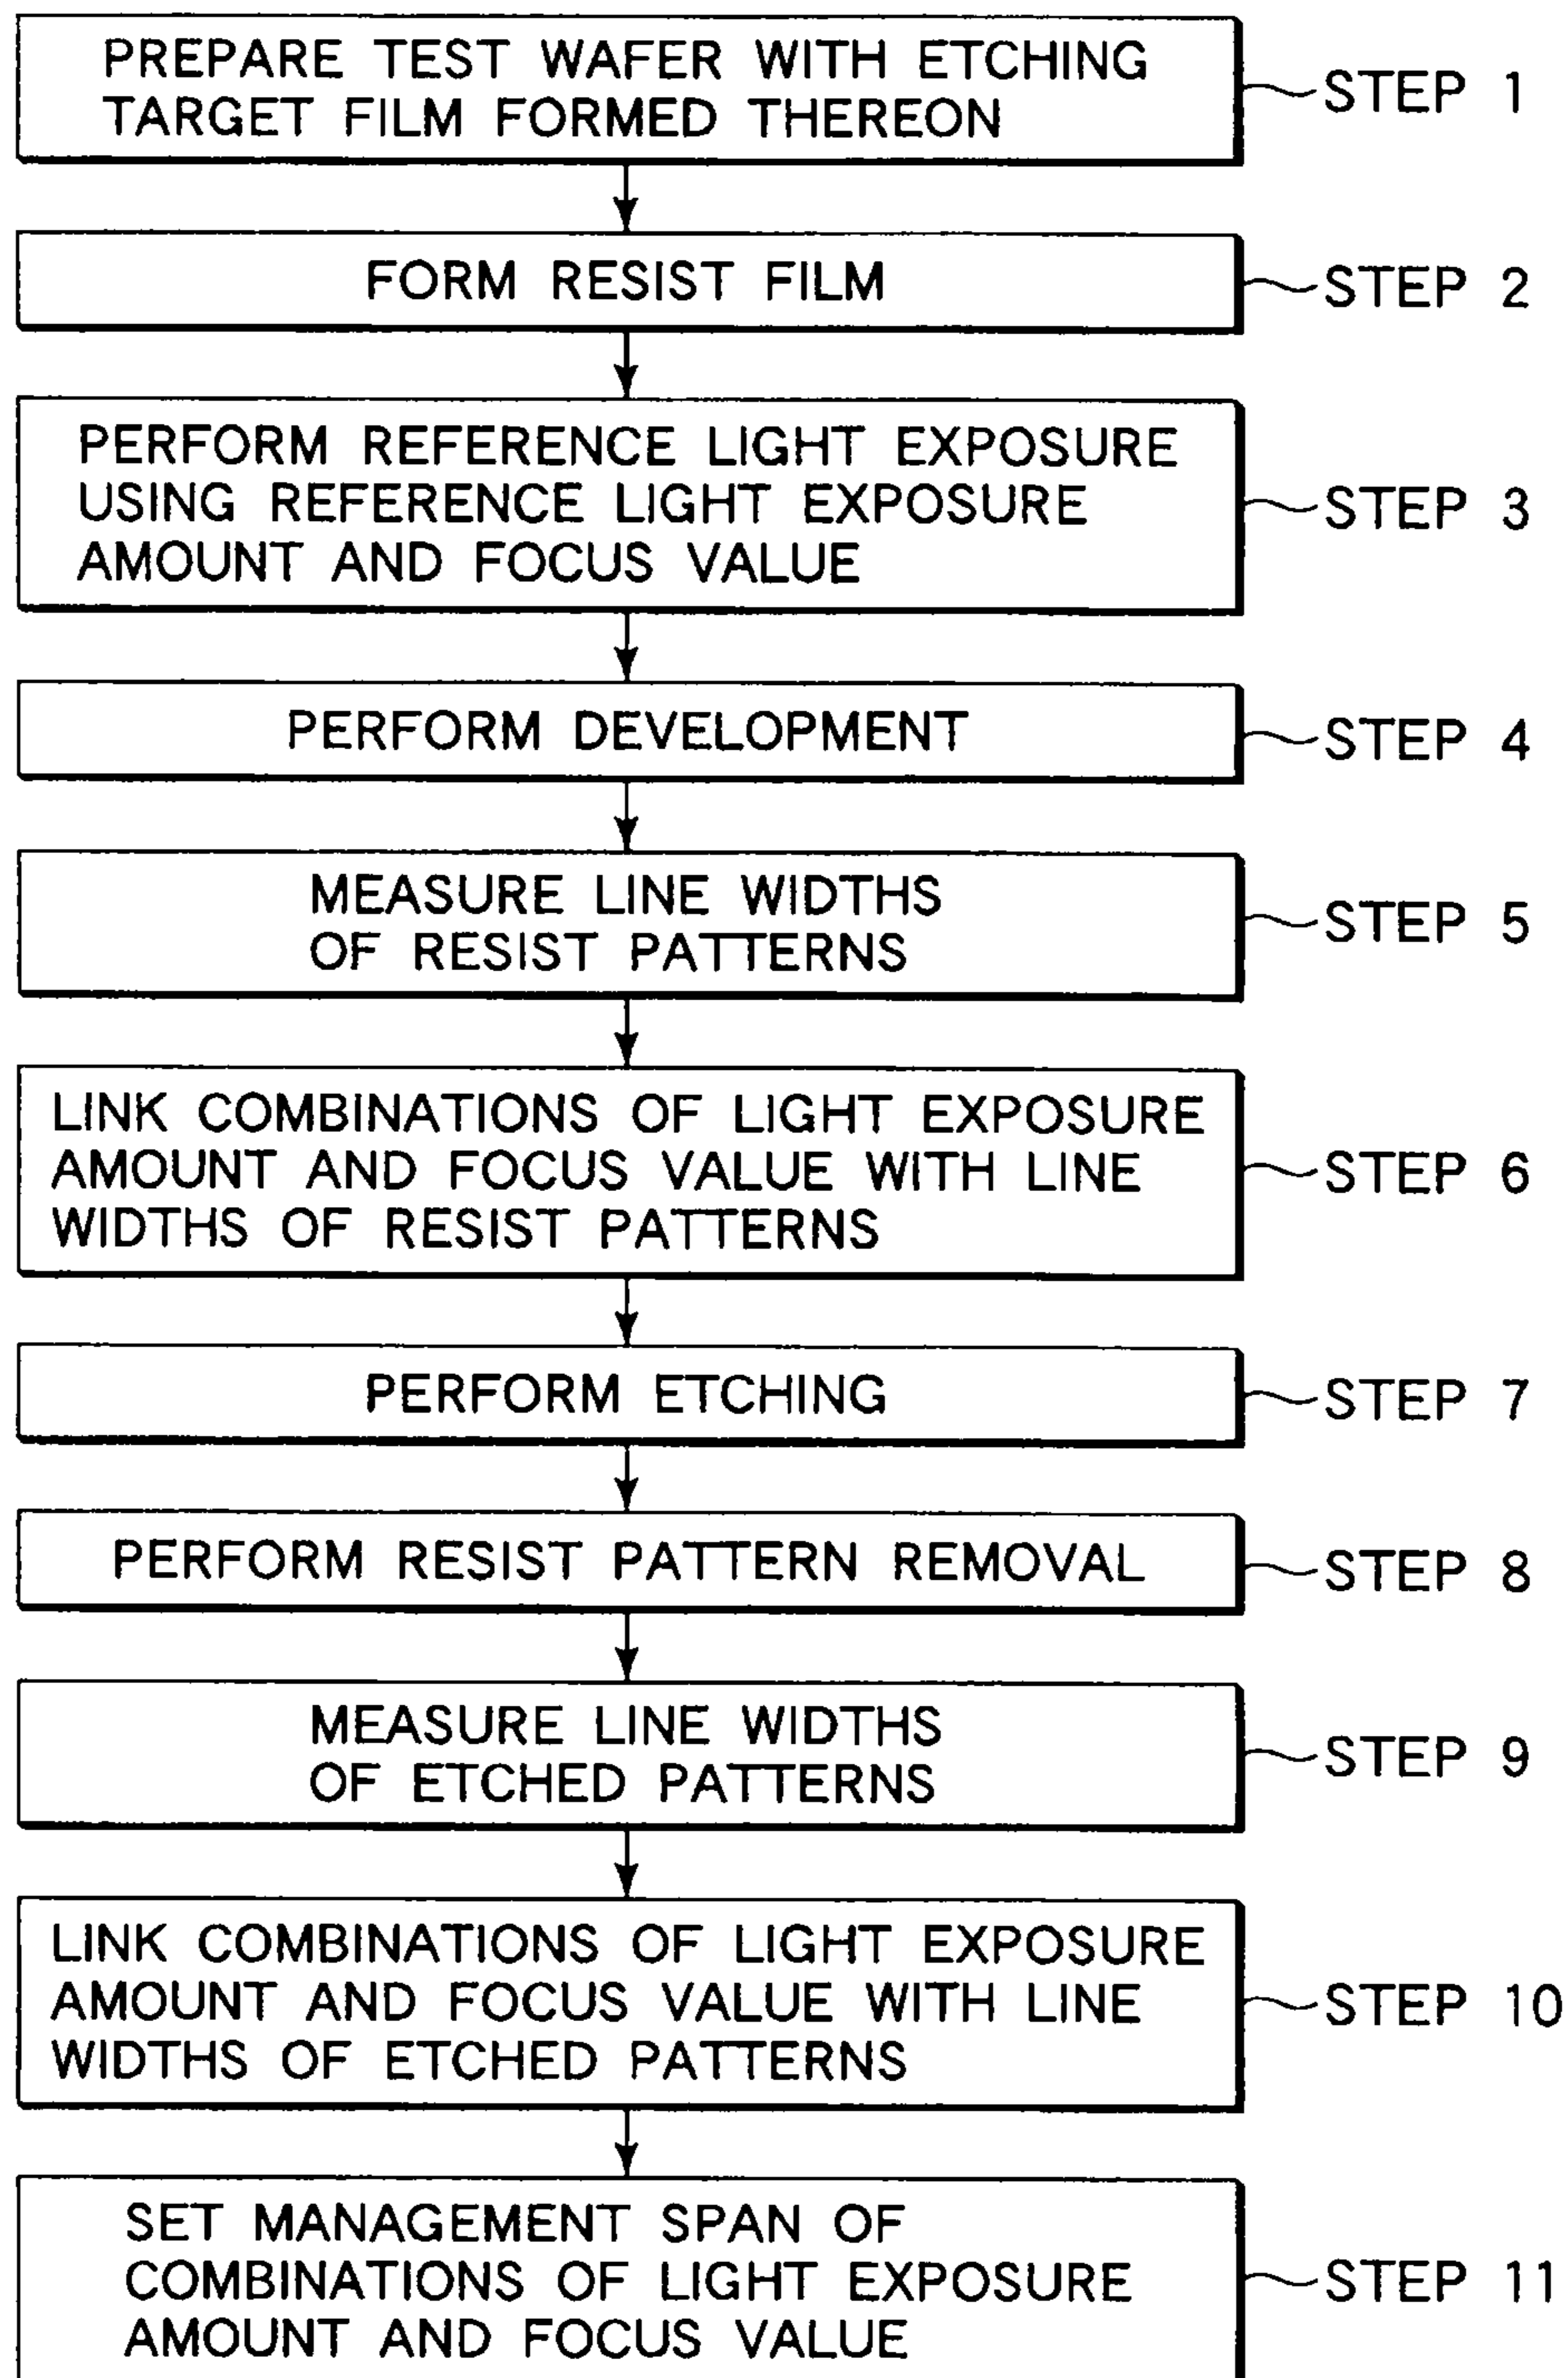 PREPARE TEST WAFER WITH ETCHING
TARGET FILM FORMED THEREON
STEP 1
FORM RESIST FILM
STEP 2
PERFORM REFERENCE LIGHT EXPOSURE
USING REFERENCE LIGHT EXPOSURE
AMOUNT AND FOCUS VALUE
STEP 3
PERFORM DEVELOPMENT
STEP 4
MEASURE LINE WIDTHS
OF RESIST PATTERNS
STEP 5
LINK COMBINATIONS OF LIGHT EXPOSURE
AMOUNT AND FOCUS VALUE WITH LINE
WIDTHS OF RESIST PATTERNS
STEP 6
PERFORM ETCHING
STEP 7
PERFORM RESIST PATTERN REMOVAL
STEP 8
MEASURE LINE WIDTHS
OF ETCHED PATTERNS
STEP 9
LINK COMBINATIONS OF LIGHT EXPOSURE
AMOUNT AND FOCUS VALUE WITH LINE
WIDTHS OF ETCHED PATTERNS
STEP 10
SET MANAGEMENT SPAN OF
COMBINATIONS OF LIGHT EXPOSURE
AMOUNT AND FOCUS VALUE
STEP 11